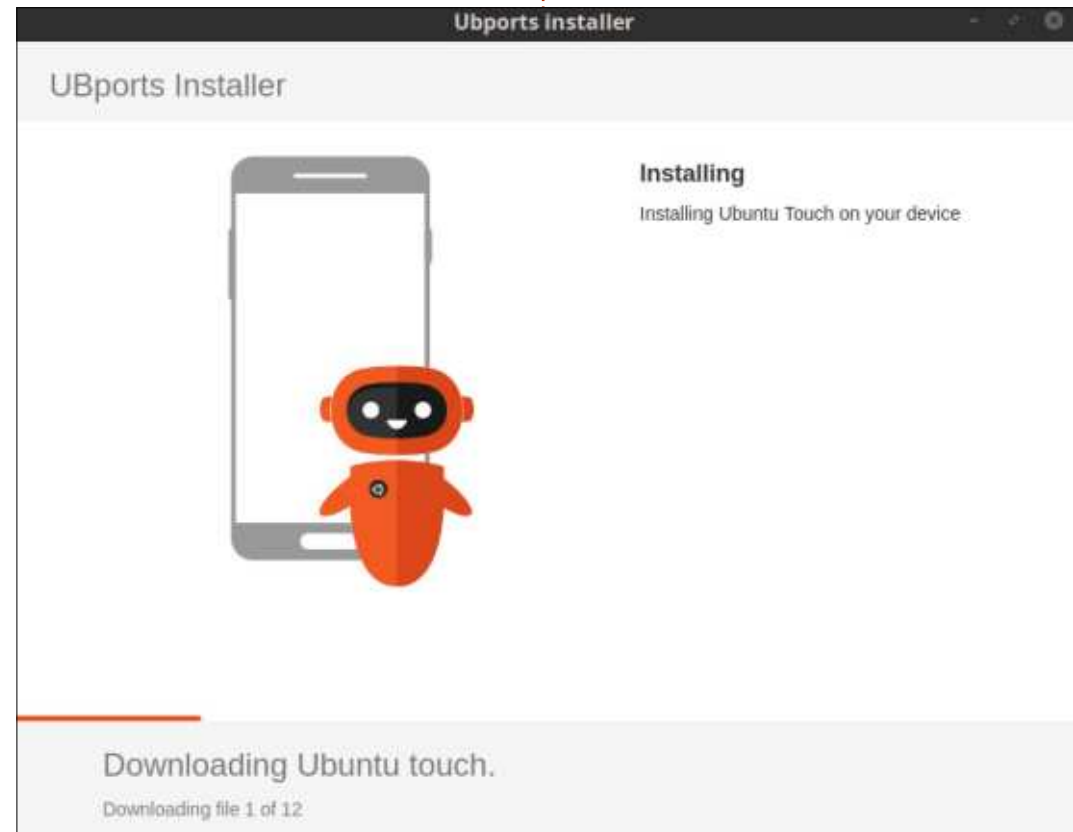 Ubports installer
UBports Installer
Installing
Installing Ubuntu Touch on your device
Downloading Ubuntu touch.
Downloading file 1 of 12